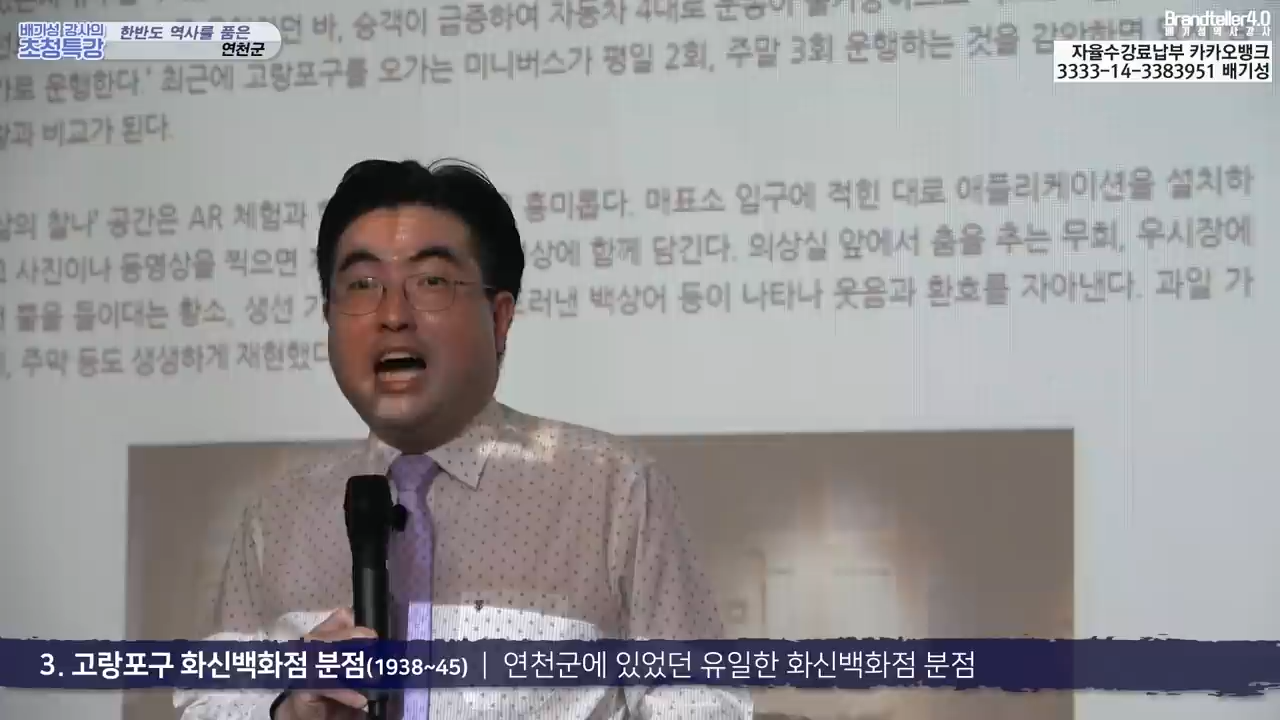 배기성 강사의
초청특강
한반도 역사를 품은
연천군
Brandteller4.0
배기성역사강사
자율수강료납부 카카오뱅크
3333-14-3383951 배기성
바, 승객이 급증하여 자동차 4대로
운행한다.' 최근에 고랑포구를 오가는 미니버스가 평일 2회, 주말 3회 운행하는 것을 감안하면
비교가 된다.
찰나' 공간은 AR 체험과 흥미롭다. 매표소 입구에 적힌 대로 애플리케이션을 설치하
사진이나 동영상을 찍으면 함께 담긴다. 의상실 앞에서 춤을 추는 무희, 우시장에
뿔을 들이대는 황소, 생선 백상어 등이 나타나 웃음과 환호를 자아낸다. 과일 가
주막 등도 생생하게 재현했다
3. 고랑포구 화신백화점 분점(1938~45) | 연천군에 있었던 유일한 화신백화점 분점